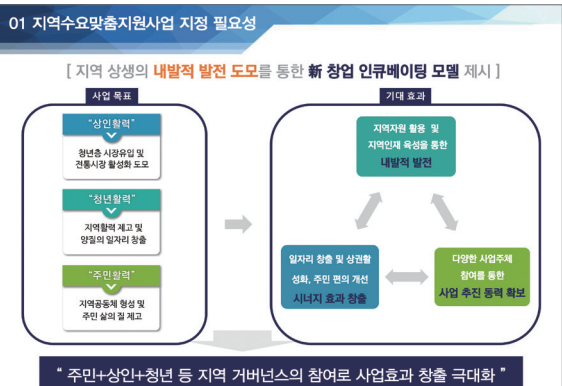 01 지역수요맞춤지원사업 지정 필요성
[ 지역 상생의 내발적 발전 도모를 통한 新 창업 인큐베이팅 모델 제시 ]
사업 목표
"상인활력"
청년층 시장유입 및
전통시장 활성화 도모
"청년활력"
지역활력 제고 및
양질의 일자리 창출
"주민활력"
지역공동체 형성 및
주민 삶의 질 제고
기대 효과
지역자원 활용 및
지역인재 육성을 통한
내발적 발전
일자리 창출 및 상권활
성화, 주민 편의 개선
시너지 효과 창출
다양한 사업주체
참여를 통한
사업 추진 동력 확보
" 주민+상인+청년 등 지역 거버넌스의 참여로 사업효과 창출 극대화 "